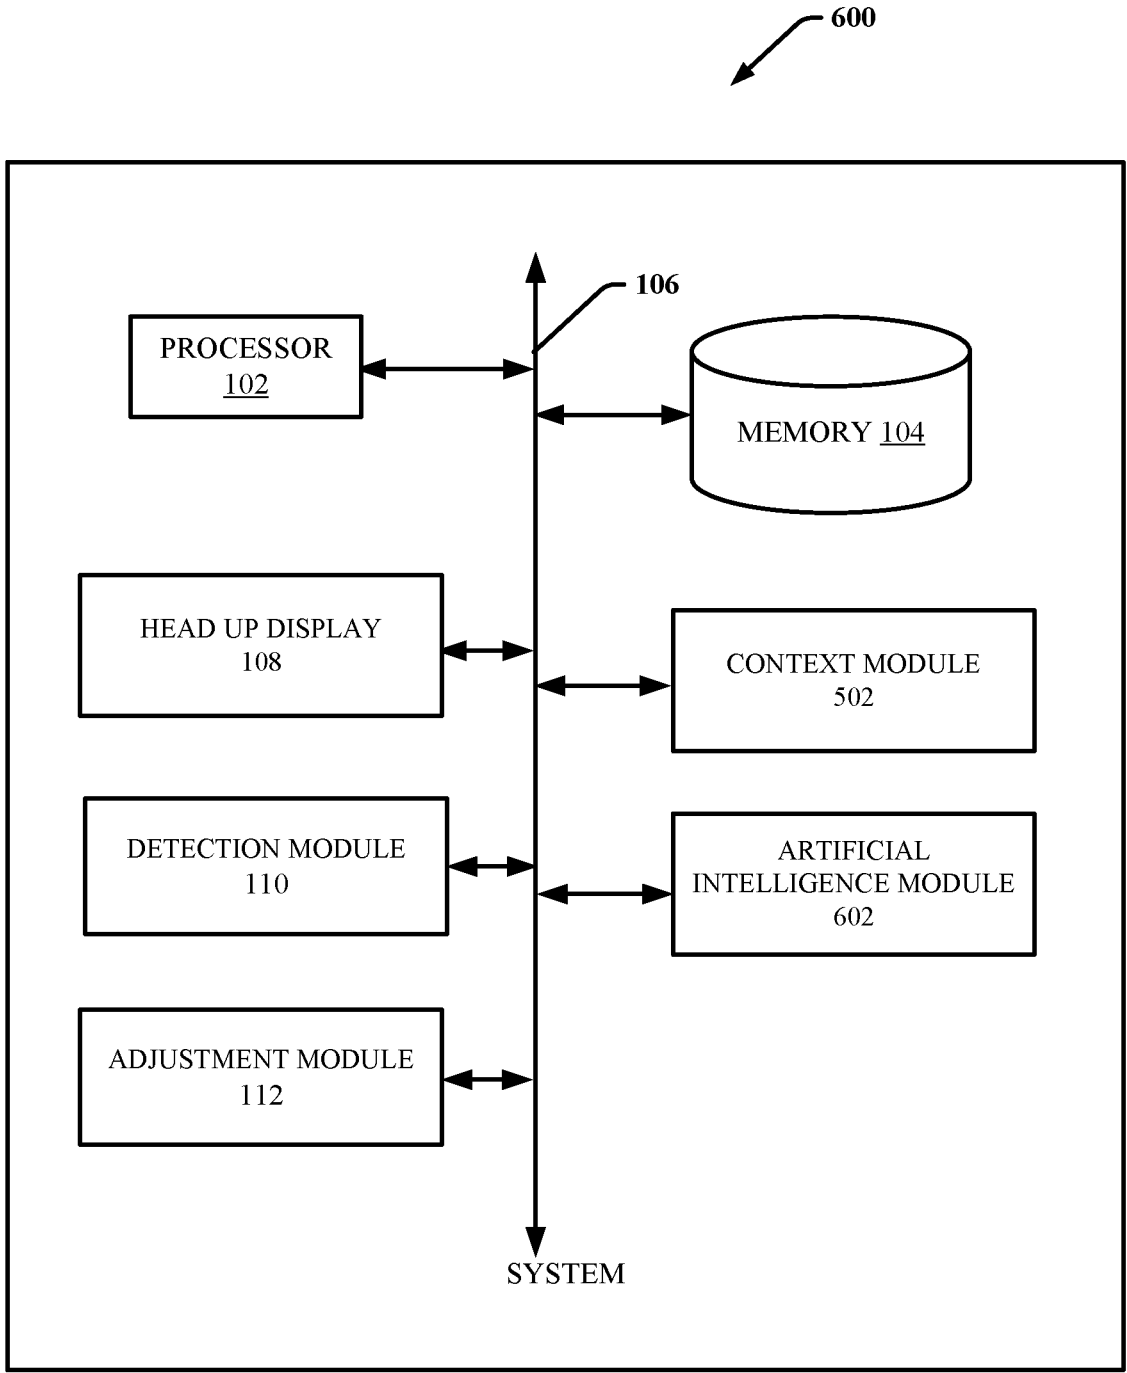 600
106
PROCESSOR
102
MEMORY 104
HEAD UP DISPLAY
108
CONTEXT MODULE
502
DETECTION MODULE
110
ARTIFICIAL
INTELLIGENCE MODULE
602
ADJUSTMENT MODULE
112
SYSTEM